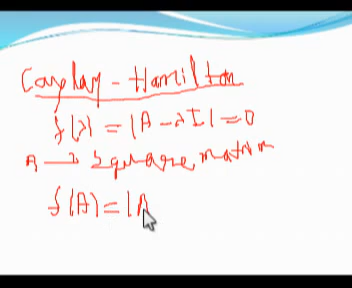 Cayley-Hamilton
f(λ) = |A - λI| = 0
A → Square matrix
f(A) = |A